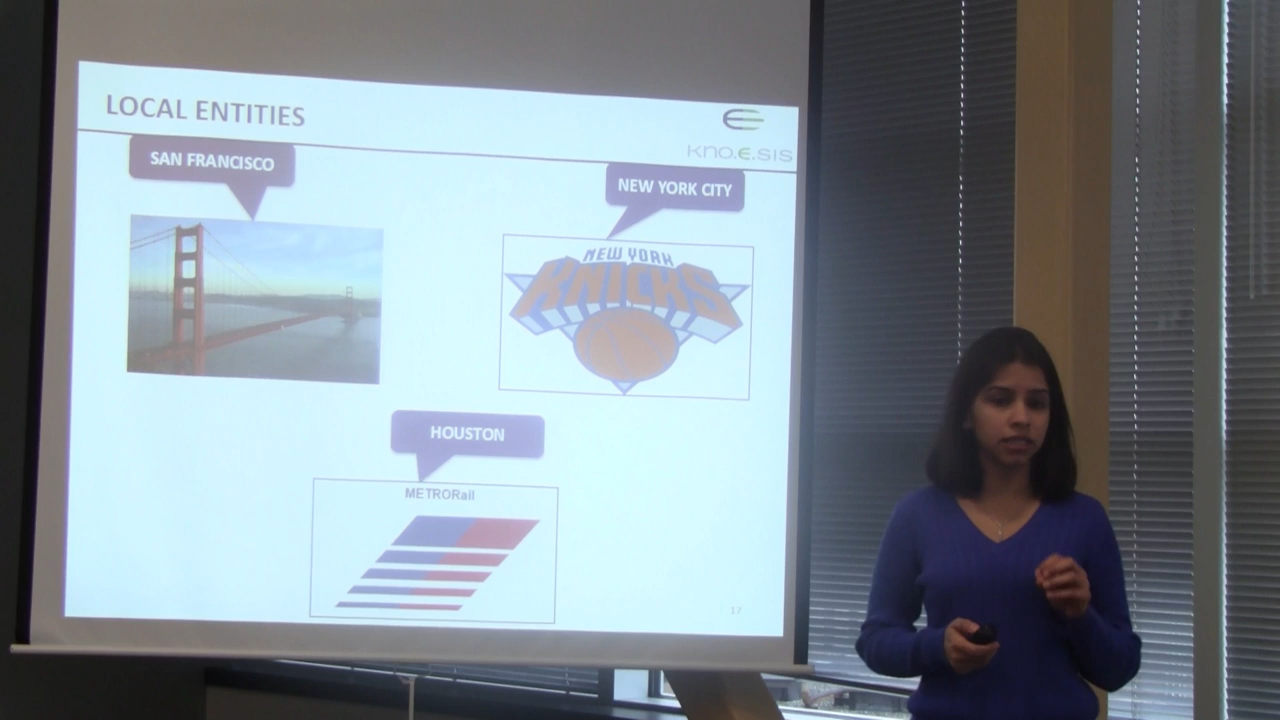 LOCAL ENTITIES
KNO.E.SIS
SAN FRANCISCO
NEW YORK CITY
NEW YORK
KNICKS
HOUSTON
METRORail
17